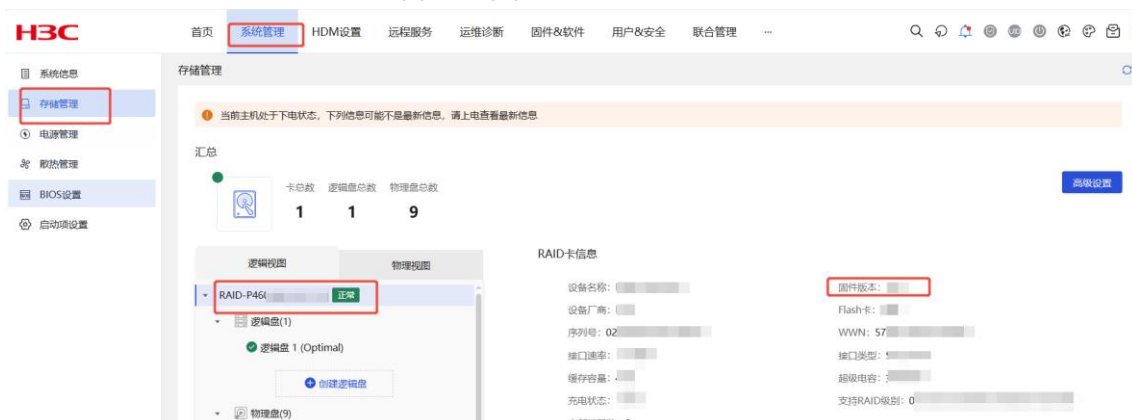 H3C 首页 系统管理 HDM设置 远程服务 运维诊断 固件&软件 用户&安全 联合管理 ...
系统信息
存储管理
电源管理
散热管理
BIOS设置
启动项设置
存储管理
当前主机处于下电状态，下列信息可能不是最新信息，请上电查看最新信息
汇总
卡总数 逻辑盘总数 物理盘总数
1 1 9
高级设置
逻辑视图 物理视图
RAID-P46 正常
逻辑盘(1)
逻辑盘 1 (Optimal)
创建逻辑盘
物理盘(9)
RAID卡信息
设备名称: 固件版本:
设备厂商: Flash卡:
序列号: 02 WWN: 57
接口速率: 接口类型:
缓存容量: 超级电容:
充电状态: 支持RAID级别: 0